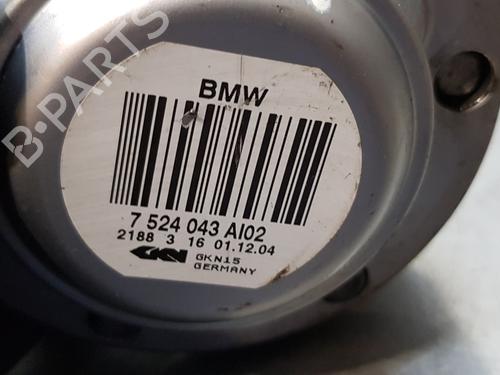 B-PARTS
BMW
7 524 043 AI02
2188 3 16 01.12.04
GKN GKN15
GERMANY